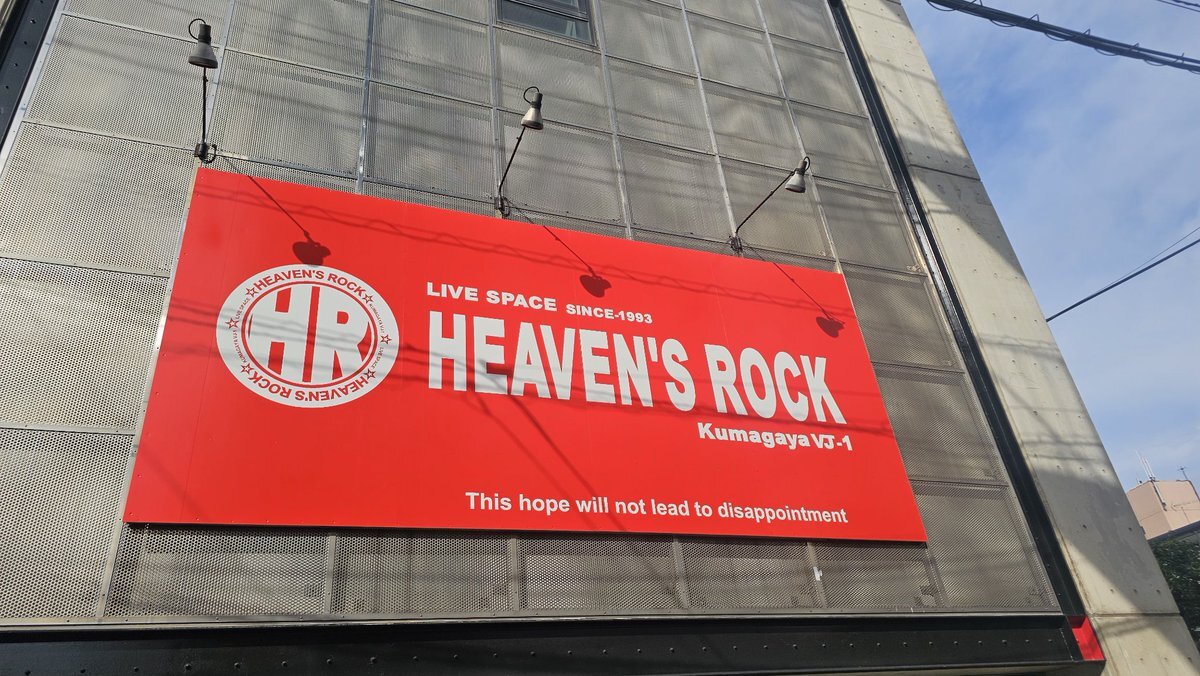 HEAVEN'S ROCK
HR
HEAVEN'S ROCK
LIVE SPACE SINCE-1993
HEAVEN'S ROCK
Kumagaya VJ-1
This hope will not lead to disappointment